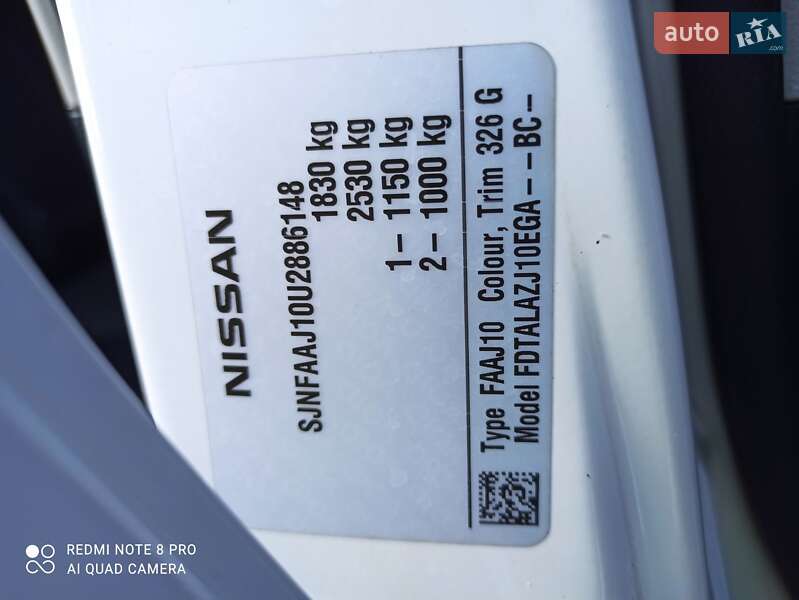 auto RIA.com
NISSAN
SJNFAAJ10U2886148
1830 kg
2530 kg
1– 1150 kg
2– 1000 kg
Type FAAJ10 Colour, Trim 326 G
Model FDTALAZJ10EGA – – BC –
REDMI NOTE 8 PRO
AI QUAD CAMERA